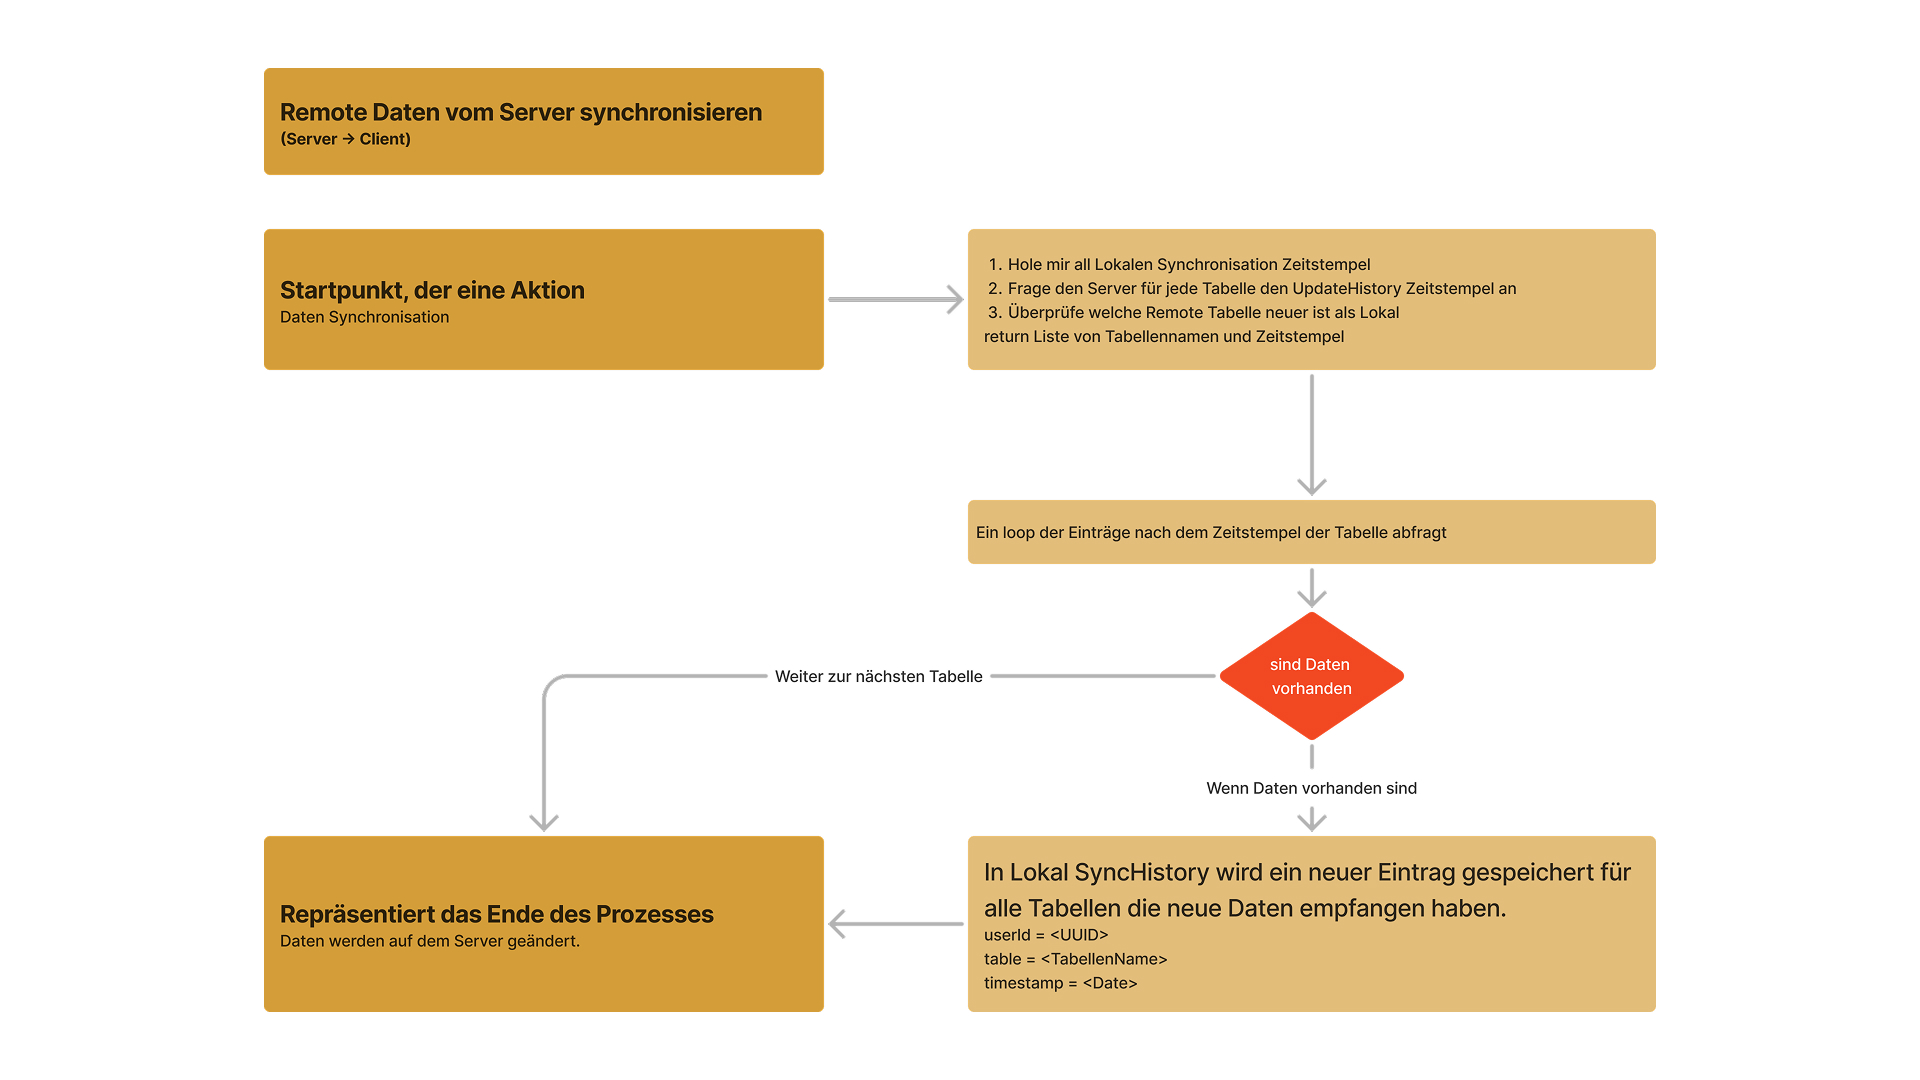 Remote Daten vom Server synchronisieren
(Server → Client)
Startpunkt, der eine Aktion
Daten Synchronisation
1. Hole mir all Lokalen Synchronisation Zeitstempel
2. Frage den Server für jede Tabelle den UpdateHistory Zeitstempel an
3. Überprüfe welche Remote Tabelle neuer ist als Lokal
return Liste von Tabellennamen und Zeitstempel
Ein loop der Einträge nach dem Zeitstempel der Tabelle abfragt
sind Daten
vorhanden
Weiter zur nächsten Tabelle
Wenn Daten vorhanden sind
In Lokal SyncHistory wird ein neuer Eintrag gespeichert für
alle Tabellen die neue Daten empfangen haben.
userId = <UUID>
table = <TabellenName>
timestamp = <Date>
Repräsentiert das Ende des Prozesses
Daten werden auf dem Server geändert.